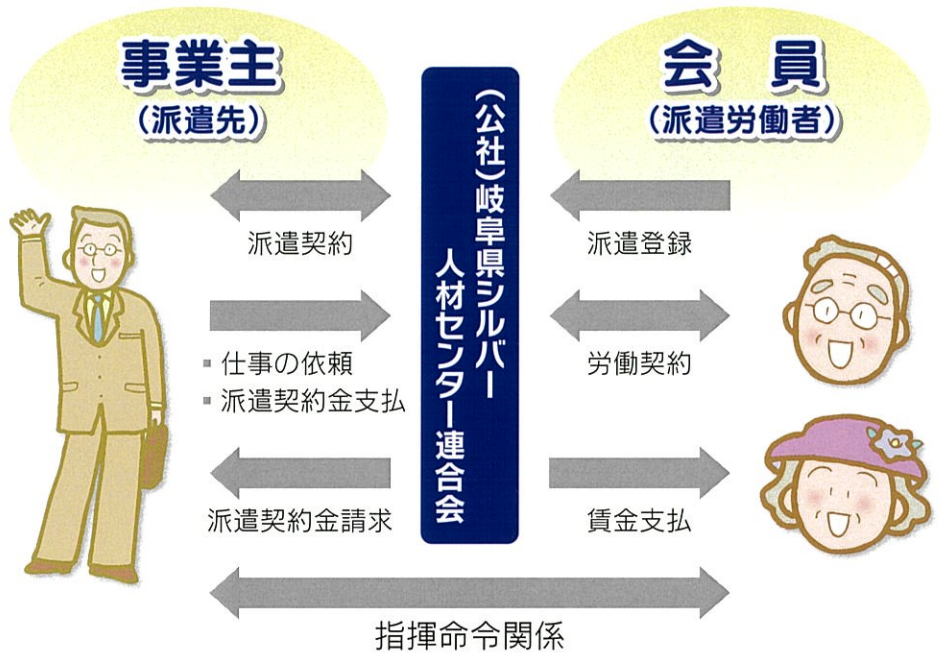 事業主
(派遣先)
会員
(派遣労働者)
(公社)岐阜県シルバー
人材センター連合会
派遣契約
▪ 仕事の依頼
▪ 派遣契約金支払
派遣契約金請求
派遣登録
労働契約
賃金支払
指揮命令関係